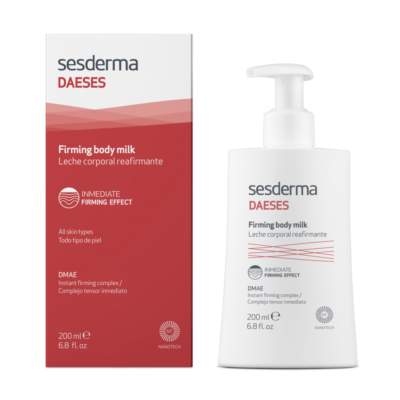 sesderma
DAESES
Firming body milk
Leche corporal reafirmante
INMEDIATE
FIRMING EFFECT
All skin types
Todo tipo de piel
DMAE
Instant firming complex /
Complejo tensor inmediato
200 ml ℮
6.8 fl. oz
NANOTECH
sesderma
DAESES
Firming body milk
Leche corporal reafirmante
INMEDIATE
FIRMING EFFECT
DMAE
Instant firming complex /
Complejo tensor inmediato
200 ml ℮
6.8 fl. oz
NANOTECH